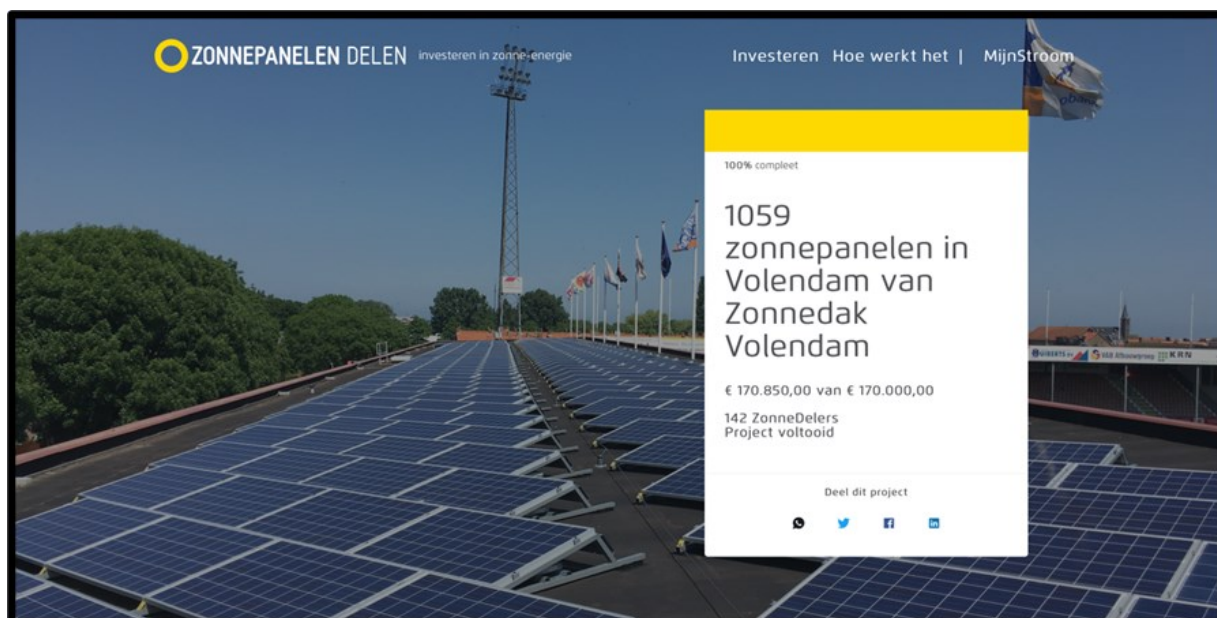 ZONNEPANELEN DELEN investeren in zonne-energie
Investeren Hoe werkt het | MijnStroom
100% compleet
1059
zonnepanelen in
Volendam van
Zonnedak
Volendam
€ 170.850,00 van € 170.000,00
142 ZonneDelers
Project voltooid
Deel dit project
KRN